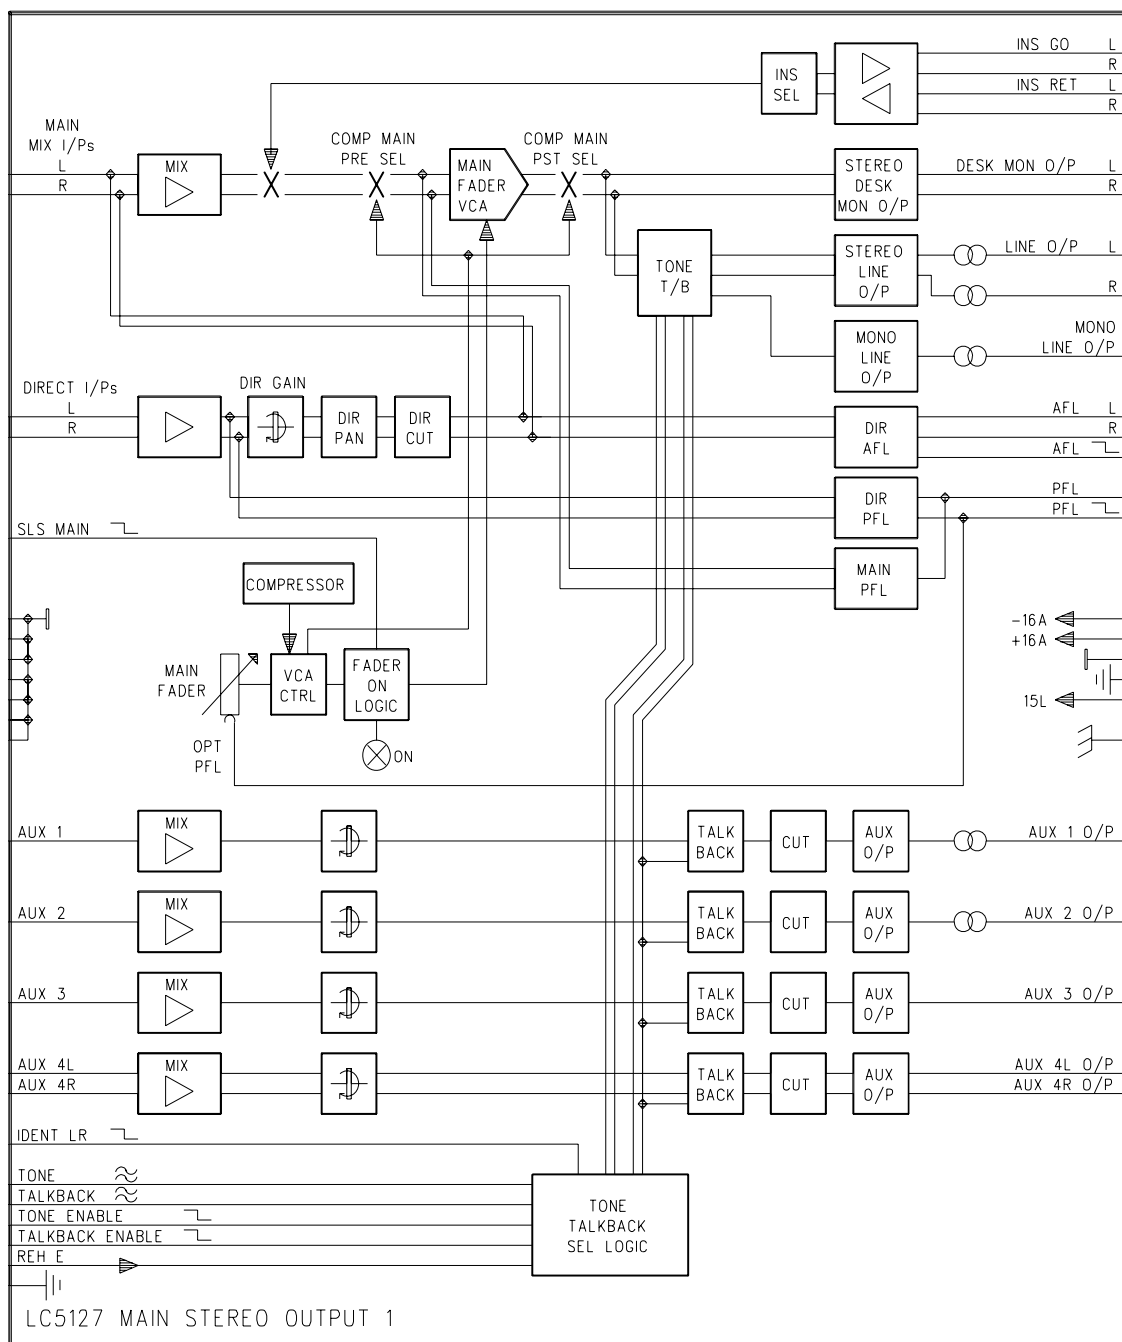 INS GO L
R
INS RET L
R
INS
SEL
MAIN
MIX I/Ps
L
R
MIX
COMP MAIN
PRE SEL
MAIN
FADER
VCA
COMP MAIN
PST SEL
STEREO
DESK
MON O/P
DESK MON O/P L
R
TONE
T/B
STEREO
LINE
O/P
LINE O/P L
R
MONO
LINE
O/P
MONO
LINE O/P
DIRECT I/Ps
L
R
DIR GAIN
DIR
PAN
DIR
CUT
DIR
AFL
AFL L
R
AFL
DIR
PFL
PFL
PFL
SLS MAIN
MAIN
PFL
COMPRESSOR
MAIN
FADER
VCA
CTRL
FADER
ON
LOGIC
OPT
PFL
ON
-16A
+16A
15L
AUX 1
MIX
TALK
BACK
CUT
AUX
O/P
AUX 1 O/P
AUX 2
MIX
TALK
BACK
CUT
AUX
O/P
AUX 2 O/P
AUX 3
MIX
TALK
BACK
CUT
AUX
O/P
AUX 3 O/P
AUX 4L
AUX 4R
MIX
TALK
BACK
CUT
AUX
O/P
AUX 4L O/P
AUX 4R O/P
IDENT LR
TONE
TALKBACK
TONE ENABLE
TALKBACK ENABLE
REH E
TONE
TALKBACK
SEL LOGIC
LC5127 MAIN STEREO OUTPUT 1